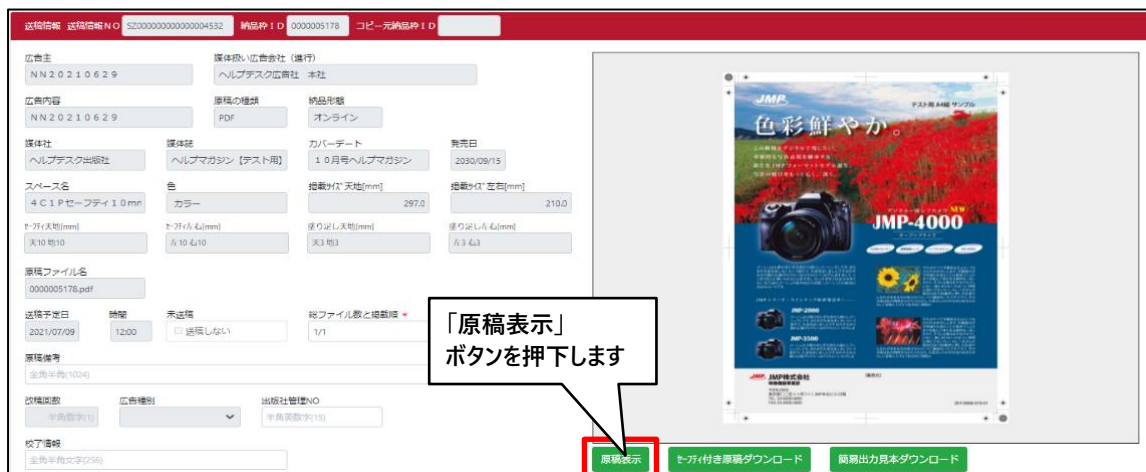 送稿情報 送稿情報NO SZ000000000000004532 納品枠ID 0000005178 コピー元納品枠ID
広告主 媒体扱い広告会社（進行）
NN20210629 ヘルプデスク広告社 本社
広告内容 原稿の種類 納品形態
NN20210629 PDF オンライン
媒体社 媒体誌 カバーデート 発売日
ヘルプデスク出版社 ヘルプマガジン【テスト用】 10月号ヘルプマガジン 2030/09/15
スペース名 色 掲載ｻｲｽﾞ天地[mm] 掲載ｻｲｽﾞ左右[mm]
4C1Pセーフティ10mm カラー 297.0 210.0
ｾｰﾌﾃｨ天地[mm] ｾｰﾌﾃｨ左右[mm] 塗り足し天地[mm] 塗り足し左右[mm]
天10 地10 左10 右10 天3 地3 左3 右3
原稿ファイル名
0000005178.pdf
送稿予定日 時間 未送稿 総ファイル数と掲載順 *
2021/07/09 12:00 送稿しない 1/1
原稿備考
全角半角(1024)
改稿回数 広告種別 出版社管理NO
半角数字(1) 半角英数字(15)
校了情報
全角半角文字(256)
「原稿表示」
ボタンを押下します
JMP テスト用 A4縦 サンプル
色彩鮮やか。
NEW
JMP-4000
JMP-2000
JMP-3500
JMP JMP株式会社
原稿表示 ｾｰﾌﾃｨ付き原稿ダウンロード 簡易出力見本ダウンロード